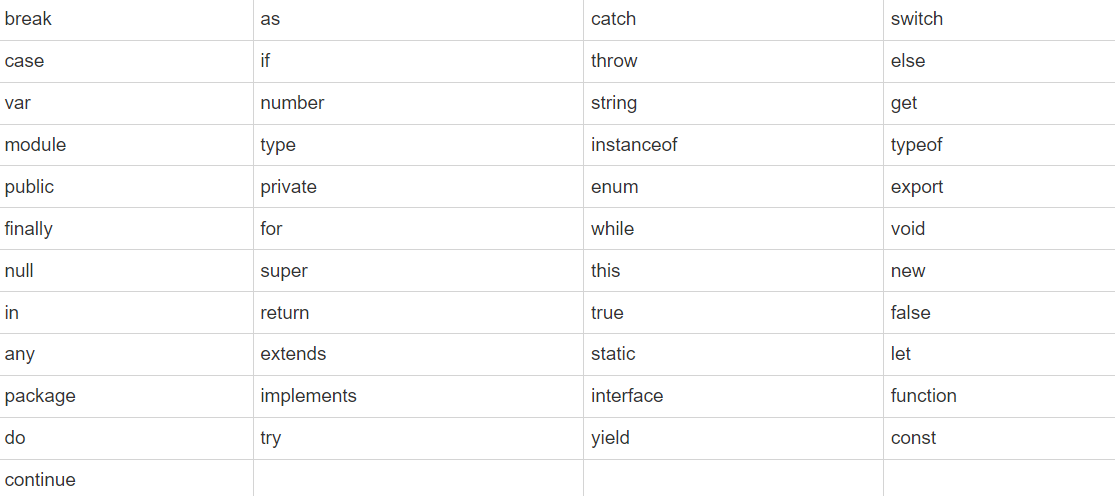 break as catch switch
case if throw else
var number string get
module type instanceof typeof
public private enum export
finally for while void
null super this new
in return true false
any extends static let
package implements interface function
do try yield const
continue